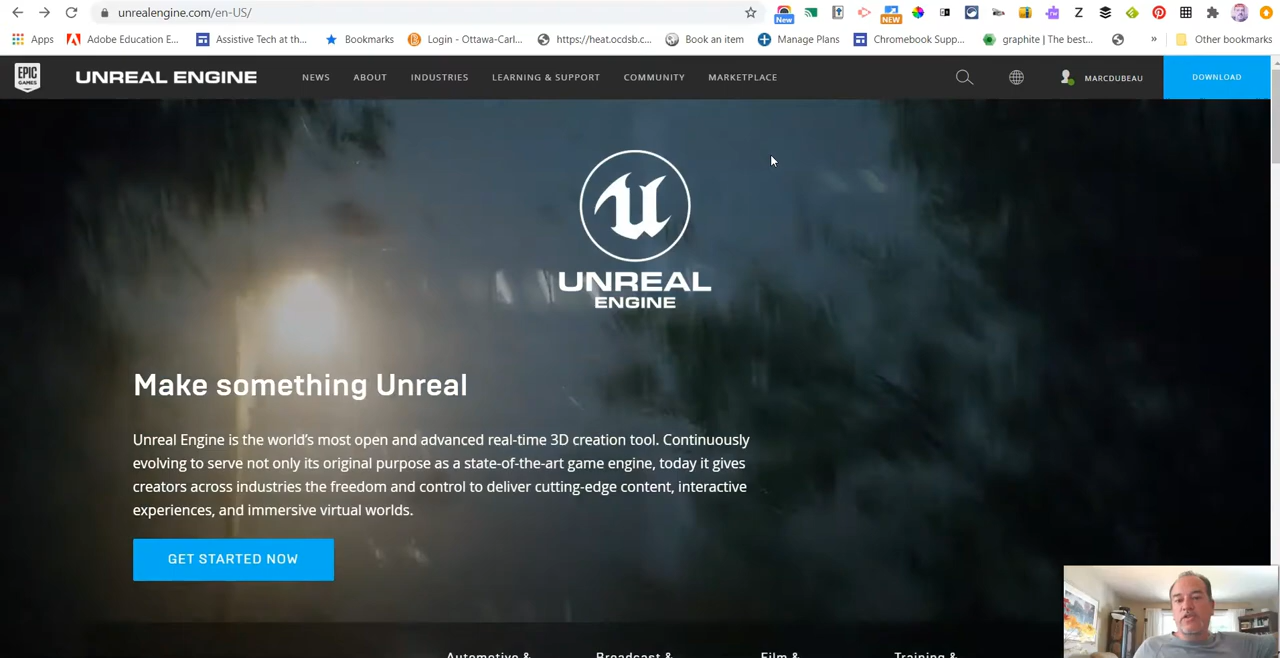 unrealengine.com/en-US/
New
NEW
Z
Apps
Adobe Education E...
Assistive Tech at th...
Bookmarks
Login - Ottawa-Carl...
https://heat.ocdsb.c...
Book an item
Manage Plans
Chromebook Supp...
graphite | The best...
»
Other bookmarks
EPIC
GAMES
UNREAL ENGINE
NEWS
ABOUT
INDUSTRIES
LEARNING & SUPPORT
COMMUNITY
MARKETPLACE
MARCDUBEAU
DOWNLOAD
UNREAL
ENGINE
Make something Unreal
Unreal Engine is the world's most open and advanced real-time 3D creation tool. Continuously
evolving to serve not only its original purpose as a state-of-the-art game engine, today it gives
creators across industries the freedom and control to deliver cutting-edge content, interactive
experiences, and immersive virtual worlds.
GET STARTED NOW
Automotive &
Broadcast &
Film &
Training &